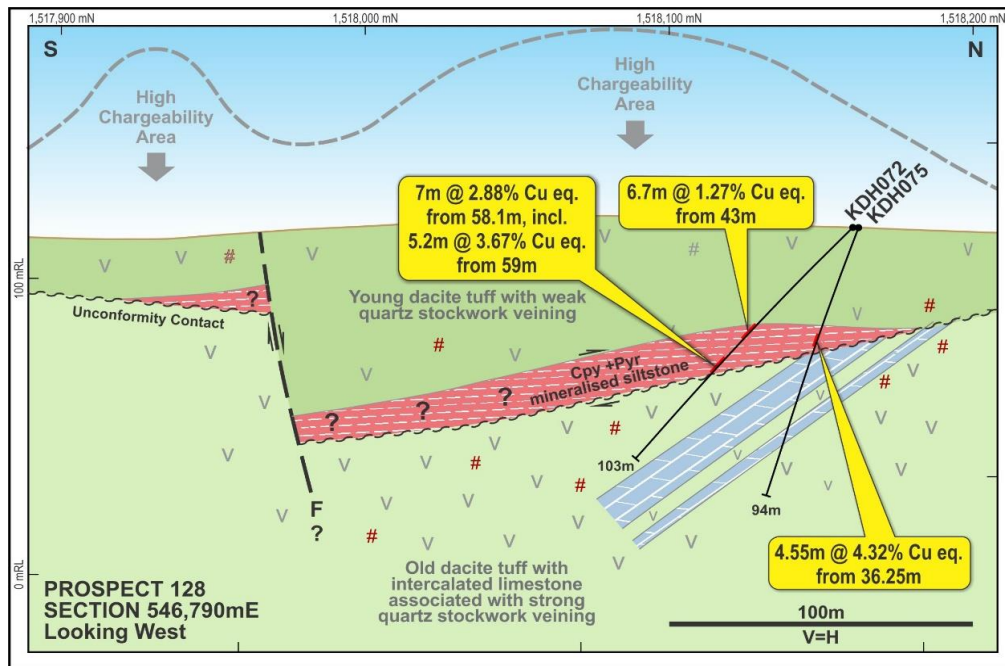 1,517,900 mN
1,518,000 mN
1,518,100 mN
1,518,200 mN
S
N
High
Chargeability
Area
High
Chargeability
Area
7m @ 2.88% Cu eq.
from 58.1m, incl.
5.2m @ 3.67% Cu eq.
from 59m
6.7m @ 1.27% Cu eq.
from 43m
KDH072
KDH075
100 mRL
Unconformity Contact
Young dacite tuff with weak
quartz stockwork veining
Cpy +Pyr
mineralised siltstone
?
?
?
?
103m
94m
F
?
4.55m @ 4.32% Cu eq.
from 36.25m
Old dacite tuff with
intercalated limestone
associated with strong
quartz stockwork veining
0 mRL
PROSPECT 128
SECTION 546,790mE
Looking West
100m
V=H